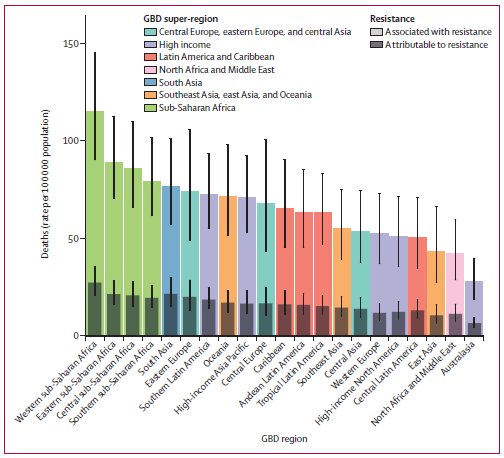 GBD super-region
Central Europe, eastern Europe, and central Asia
High income
Latin America and Caribbean
North Africa and Middle East
South Asia
Southeast Asia, east Asia, and Oceania
Sub-Saharan Africa
Resistance
Associated with resistance
Attributable to resistance
Deaths (rate per 100 000 population)
150
100
50
0
Western sub-Saharan Africa
Eastern sub-Saharan Africa
Central sub-Saharan Africa
Southern sub-Saharan Africa
South Asia
Eastern Europe
Southern Latin America
Oceania
High-income Asia Pacific
Central Europe
Caribbean
Andean Latin America
Tropical Latin America
Southeast Asia
Central Asia
Western Europe
High-income North America
Central Latin America
East Asia
North Africa and Middle East
Australasia
GBD region